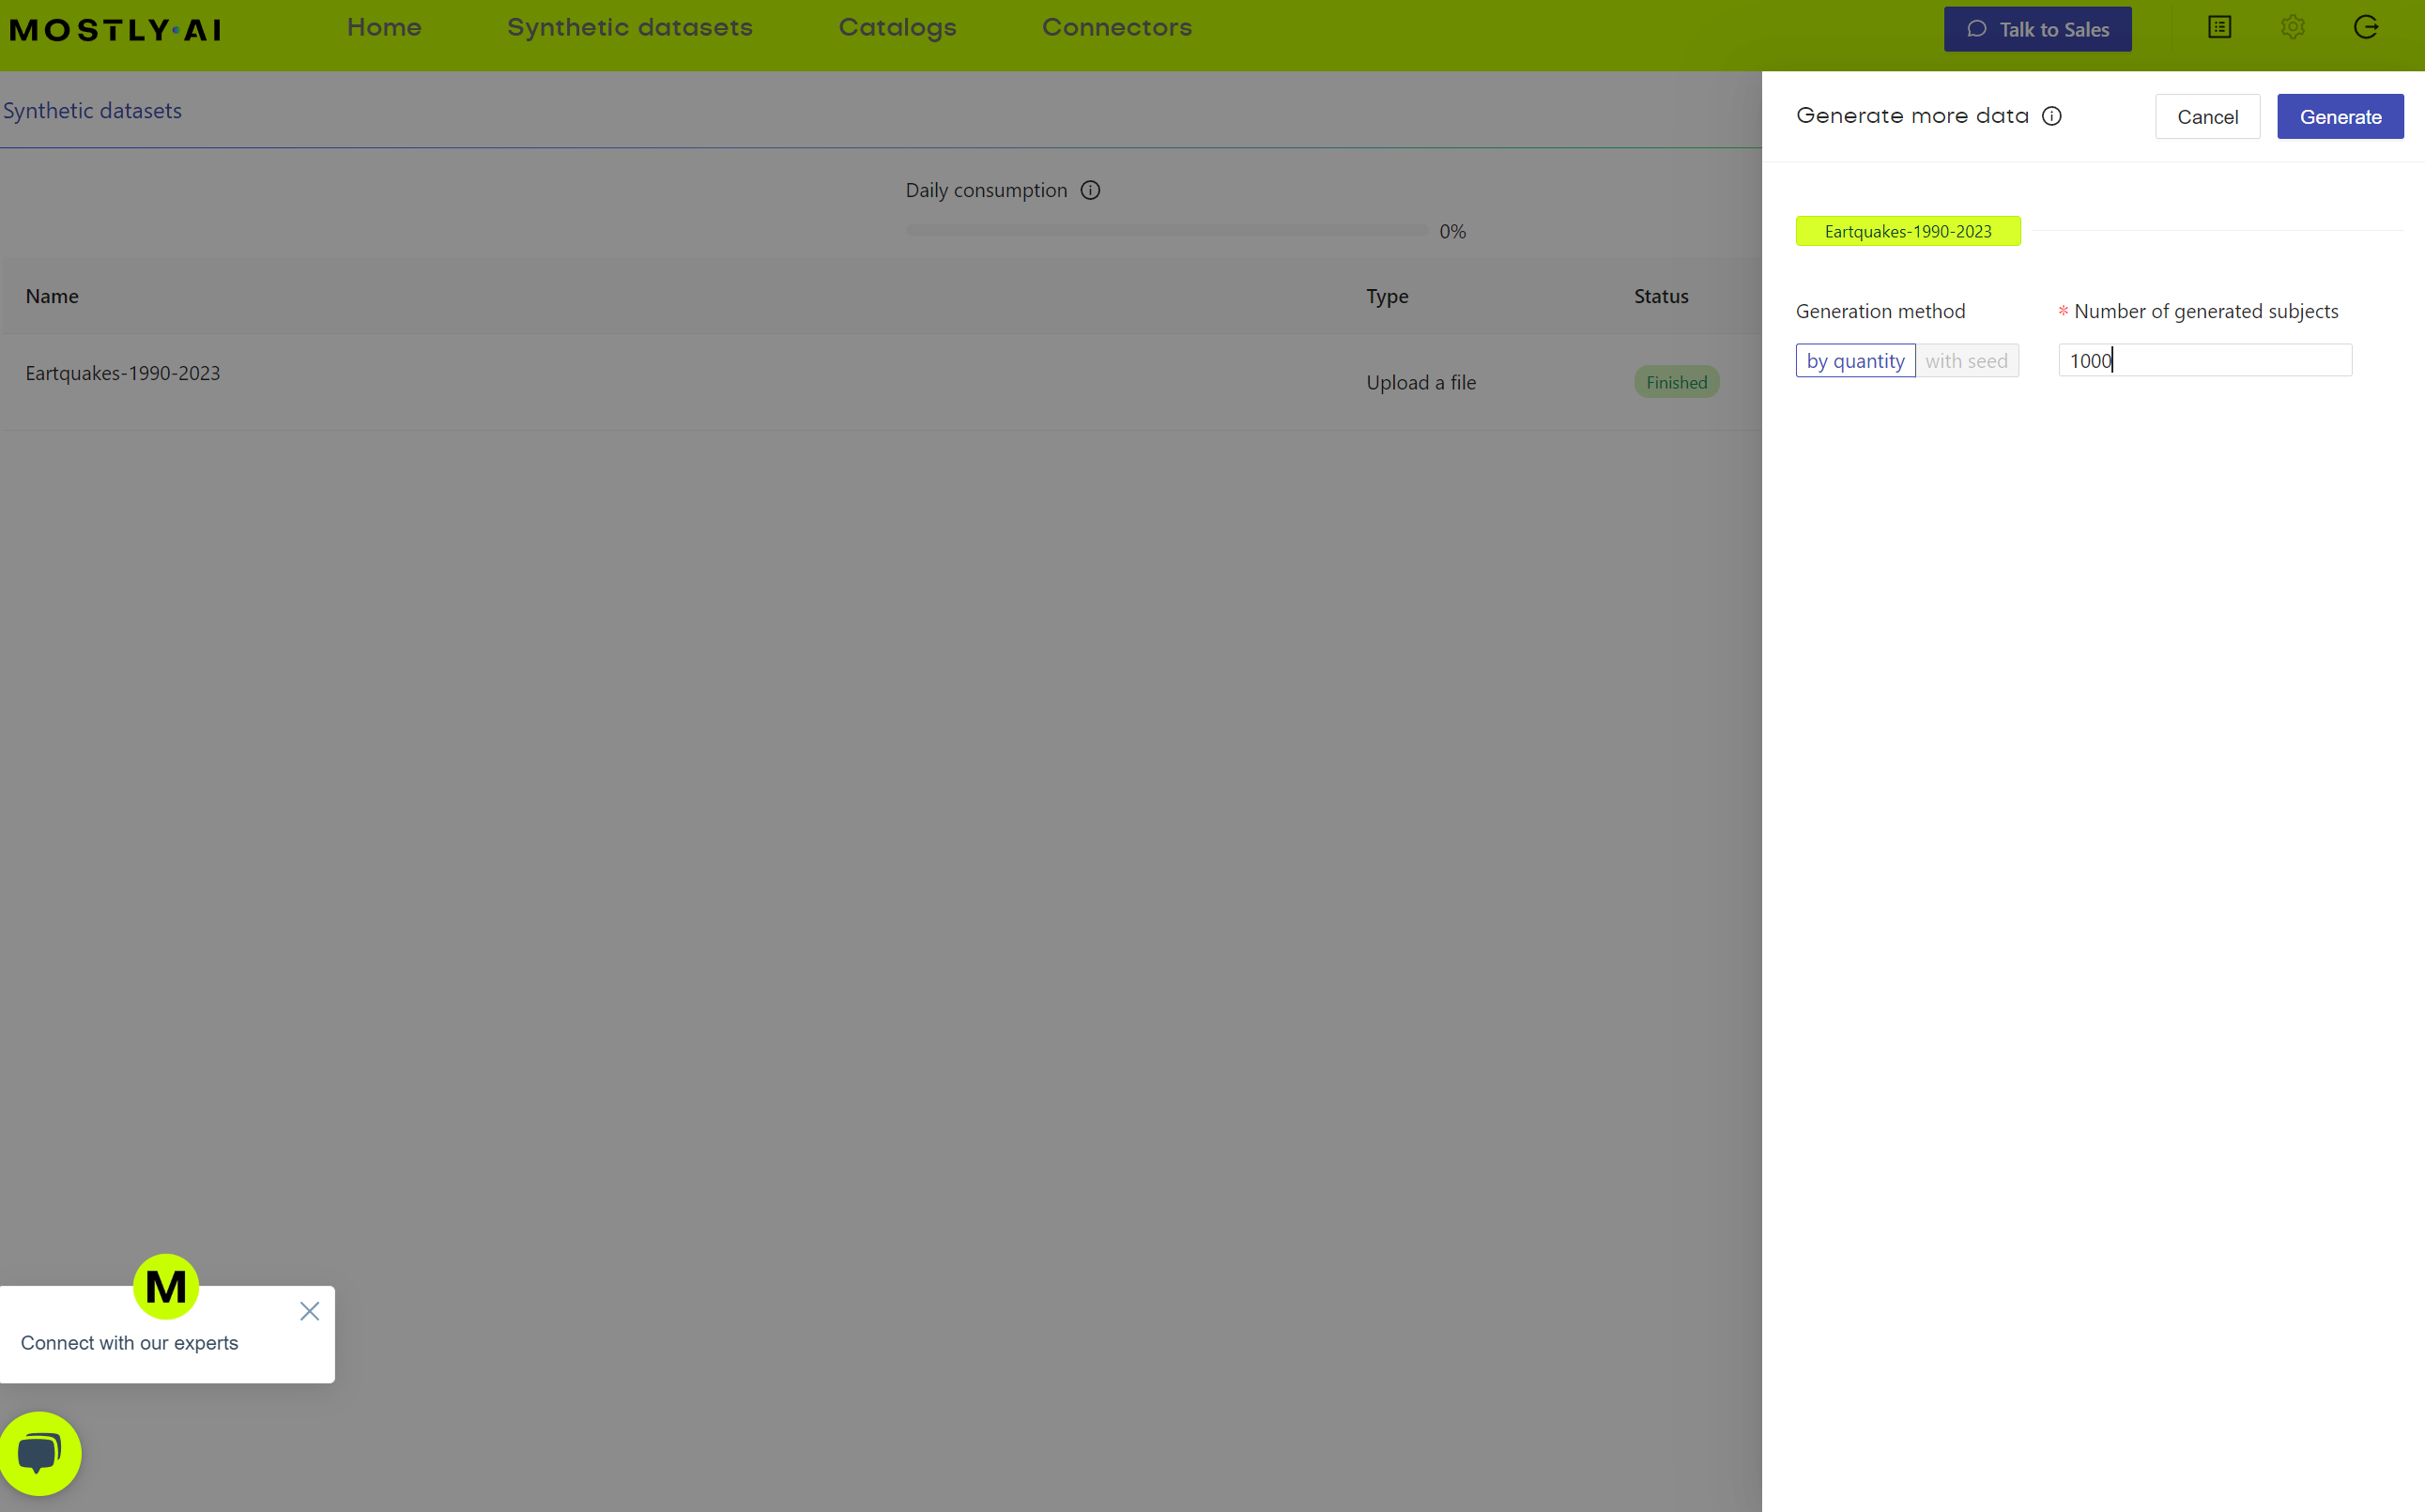 MOSTLY·AI
Home
Synthetic datasets
Catalogs
Connectors
Talk to Sales
Synthetic datasets
Daily consumption
0%
Name
Type
Status
Eartquakes-1990-2023
Upload a file
Finished
Generate more data
Cancel
Generate
Eartquakes-1990-2023
Generation method
* Number of generated subjects
by quantity
with seed
1000
M
Connect with our experts